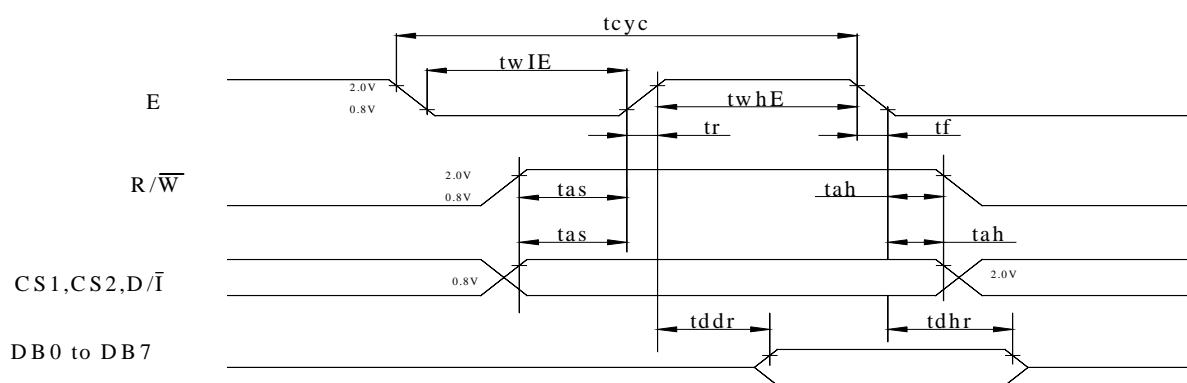 tcyc
twIE
2.0V
0.8V
E
twhE
tr
tf
R/W̅
2.0V
0.8V
tas
tah
tas
tah
CS1,CS2,D/I̅
0.8V
2.0V
tddr
tdhr
DB0 to DB7